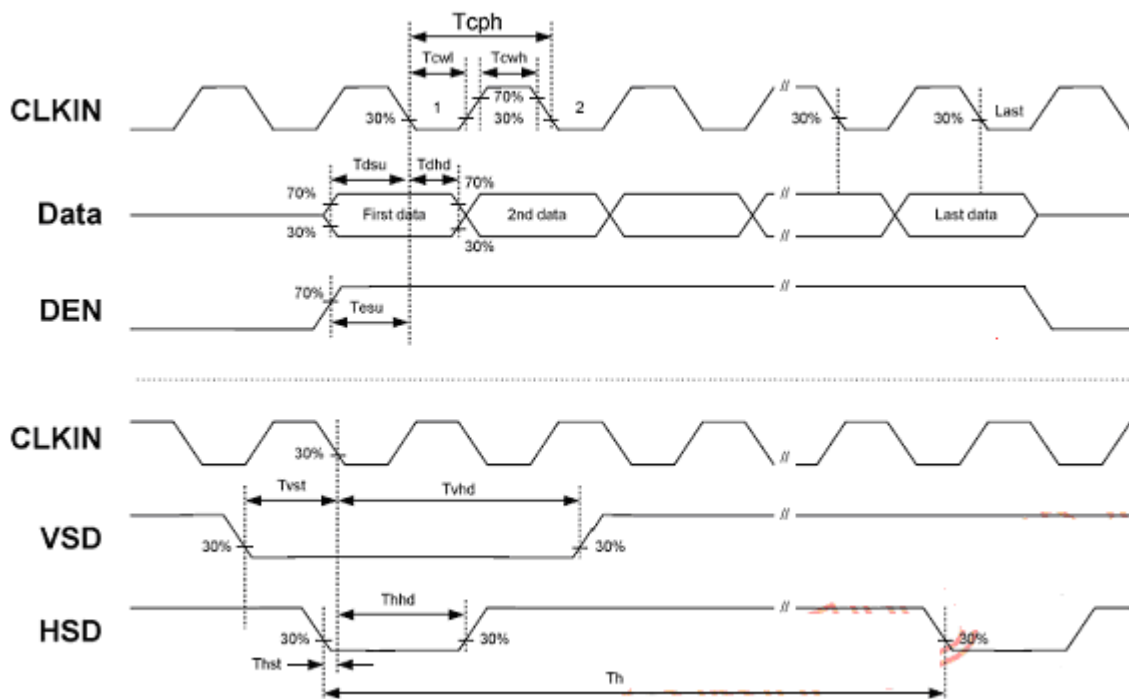 Tcph
Tcwl Tcwh
CLKIN 30% 1 70% 30% 2 // 30% 30% Last
Tdsu Tdhd
70% 70%
Data First data 2nd data // Last data
30% 30%
DEN 70% //
Tesu
CLKIN 30% //
Tvst Tvhd
VSD 30% 30% //
Thhd
HSD 30% 30% // 30%
Thst
Th